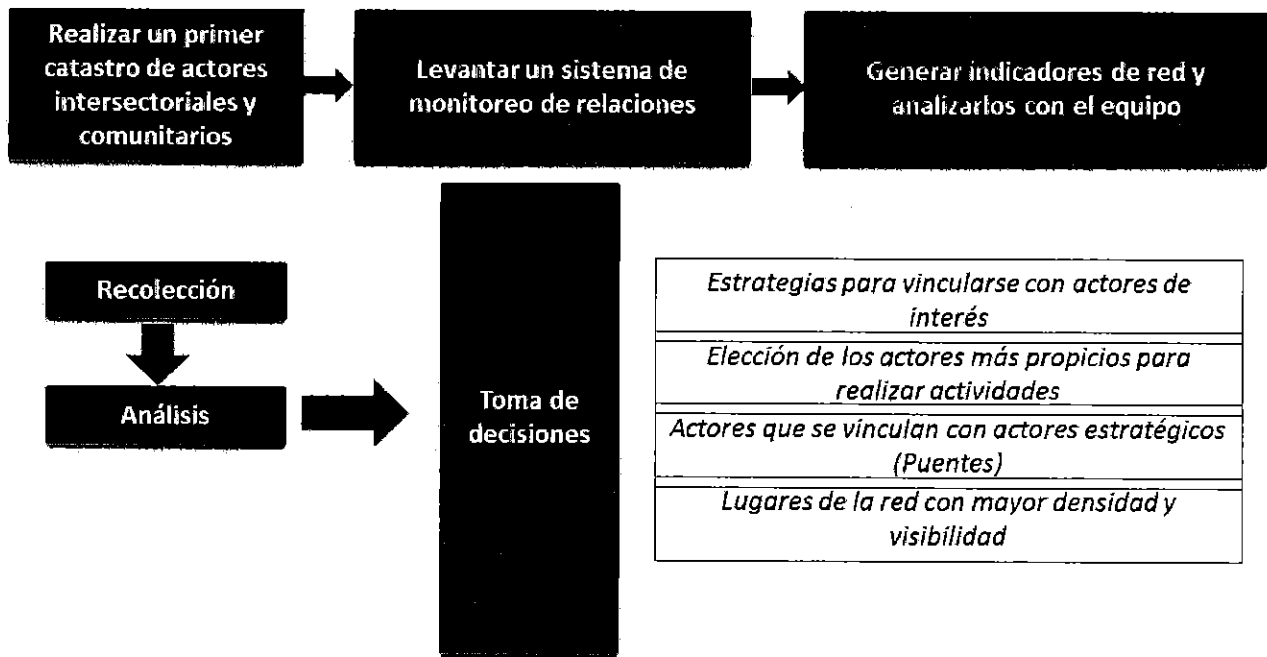 Realizar un primer
catastro de actores
intersectoriales y
comunitarios
Levantar un sistema de
monitoreo de relaciones
Generar indicadores de red y
analizarlos con el equipo
Recolección
Análisis
Toma de
decisiones
Estrategias para vincularse con actores de
interés
Elección de los actores más propicios para
realizar actividades
Actores que se vinculan con actores estratégicos
(Puentes)
Lugares de la red con mayor densidad y
visibilidad